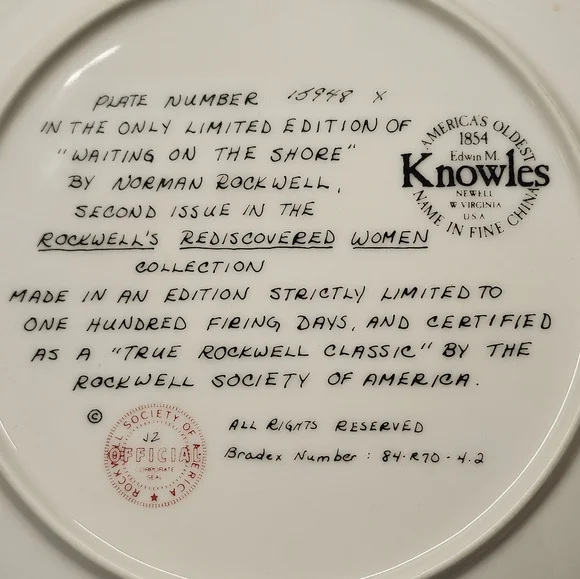 PLATE NUMBER 15948 X
IN THE ONLY LIMITED EDITION OF
"WAITING ON THE SHORE"
BY NORMAN ROCKWELL,
SECOND ISSUE IN THE
ROCKWELL'S REDISCOVERED WOMEN
COLLECTION
MADE IN AN EDITION STRICTLY LIMITED TO
ONE HUNDRED FIRING DAYS, AND CERTIFIED
AS A "TRUE ROCKWELL CLASSIC" BY THE
ROCKWELL SOCIETY OF AMERICA.
AMERICA'S OLDEST
1854
Edwin M.
Knowles
NEWELL
W VIRGINIA
U.S.A
NAME IN FINE CHINA
©
ROCKWELL SOCIETY OF AMERICA
J2
OFFICIAL
CORPORATE
SEAL
ALL RIGHTS RESERVED
Bradex Number : 84-R70-4.2